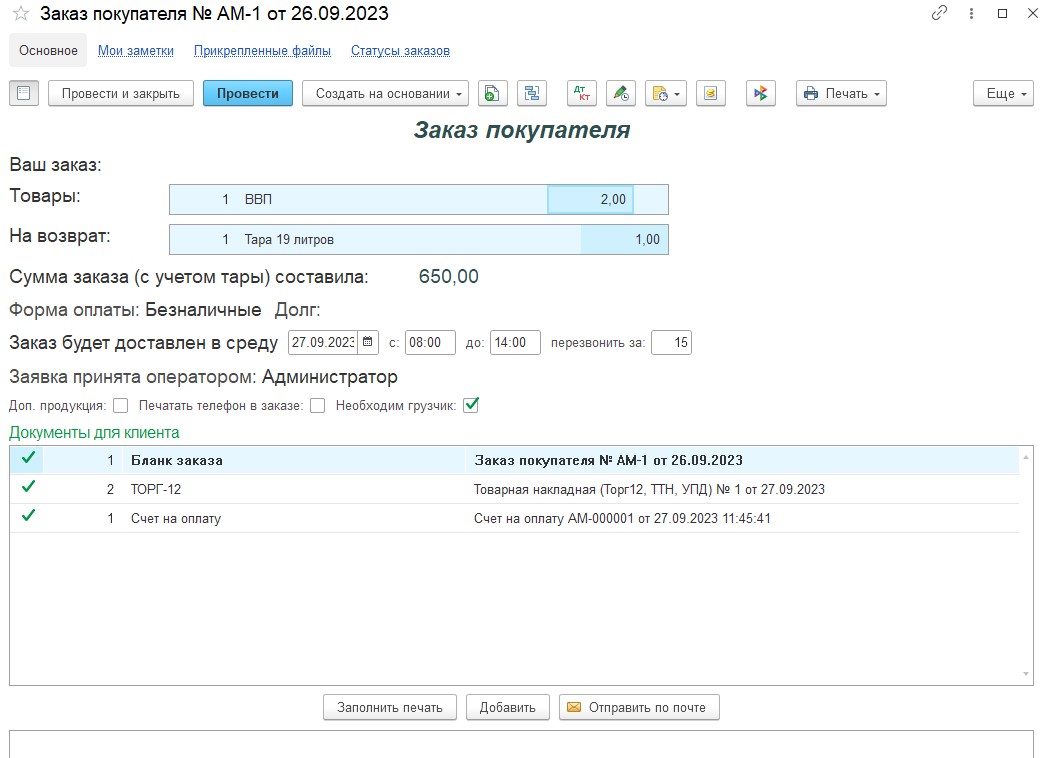 Заказ покупателя № АМ-1 от 26.09.2023
Основное Мои заметки Прикрепленные файлы Статусы заказов
Провести и закрыть Провести Создать на основании Дт Кт Печать Еще
Заказ покупателя
Ваш заказ:
Товары: 1 ВВП 2,00
На возврат: 1 Тара 19 литров 1,00
Сумма заказа (с учетом тары) составила: 650,00
Форма оплаты: Безналичные Долг:
Заказ будет доставлен в среду 27.09.2023 с: 08:00 до: 14:00 перезвонить за: 15
Заявка принята оператором: Администратор
Доп. продукция: Печатать телефон в заказе: Необходим грузчик:
Документы для клиента
1 Бланк заказа Заказ покупателя № АМ-1 от 26.09.2023
2 ТОРГ-12 Товарная накладная (Торг12, ТТН, УПД) № 1 от 27.09.2023
1 Счет на оплату Счет на оплату АМ-000001 от 27.09.2023 11:45:41
Заполнить печать Добавить Отправить по почте